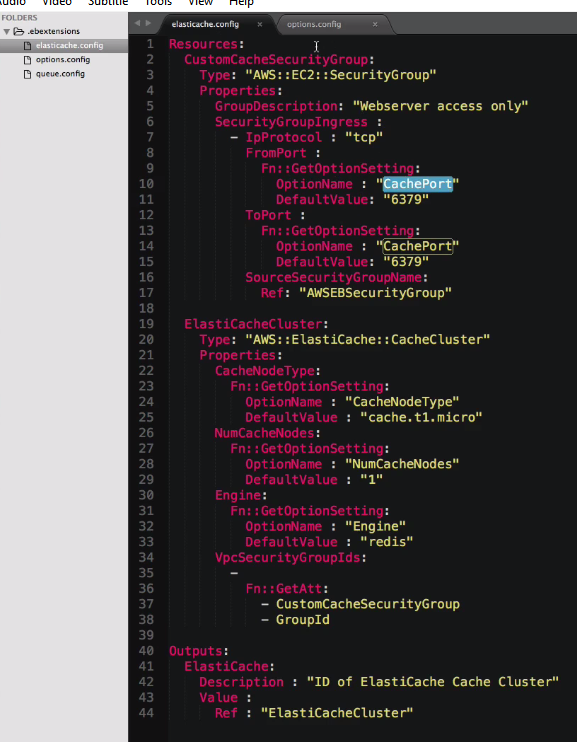 Audio Video Subtitle Tools View Help
FOLDERS
.ebextensions
elasticache.config
options.config
queue.config
elasticache.config × options.config ×
1 Resources:
2 CustomCacheSecurityGroup:
3 Type: "AWS::EC2::SecurityGroup"
4 Properties:
5 GroupDescription: "Webserver access only"
6 SecurityGroupIngress :
7 - IpProtocol : "tcp"
8 FromPort :
9 Fn::GetOptionSetting:
10 OptionName : "CachePort"
11 DefaultValue: "6379"
12 ToPort :
13 Fn::GetOptionSetting:
14 OptionName : "CachePort"
15 DefaultValue: "6379"
16 SourceSecurityGroupName:
17 Ref: "AWSEBSecurityGroup"
18
19 ElastiCacheCluster:
20 Type: "AWS::ElastiCache::CacheCluster"
21 Properties:
22 CacheNodeType:
23 Fn::GetOptionSetting:
24 OptionName : "CacheNodeType"
25 DefaultValue : "cache.t1.micro"
26 NumCacheNodes:
27 Fn::GetOptionSetting:
28 OptionName : "NumCacheNodes"
29 DefaultValue : "1"
30 Engine:
31 Fn::GetOptionSetting:
32 OptionName : "Engine"
33 DefaultValue : "redis"
34 VpcSecurityGroupIds:
35 -
36 Fn::GetAtt:
37 - CustomCacheSecurityGroup
38 - GroupId
39
40 Outputs:
41 ElastiCache:
42 Description : "ID of ElastiCache Cache Cluster"
43 Value :
44 Ref : "ElastiCacheCluster"